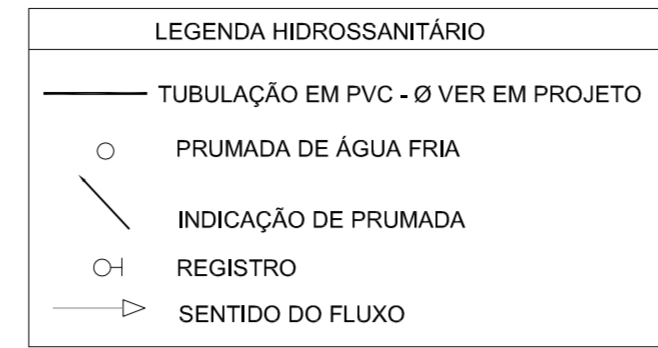 LEGENDA HIDROSSANITÁRIO
TUBULAÇÃO EM PVC - Ø VER EM PROJETO
PRUMADA DE ÁGUA FRIA
INDICAÇÃO DE PRUMADA
REGISTRO
SENTIDO DO FLUXO